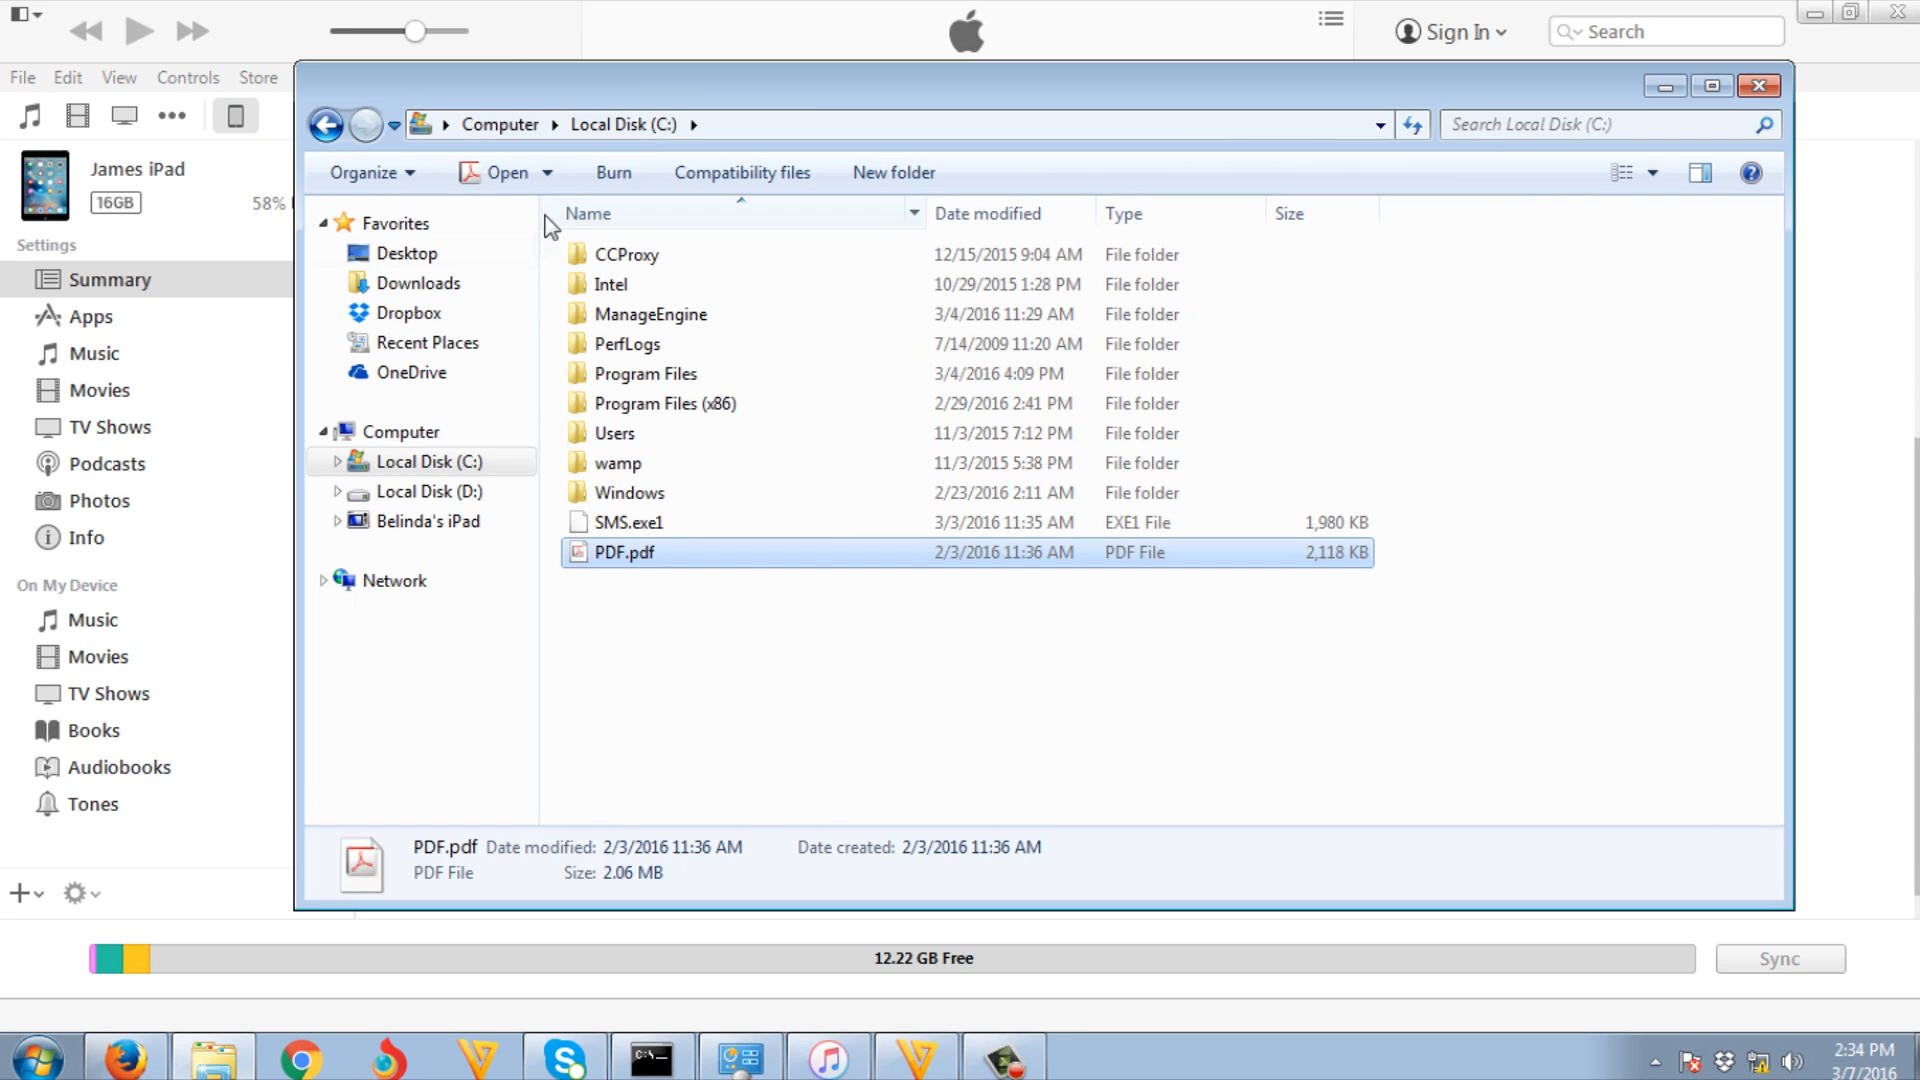 Sign In
Search
File Edit View Controls Store
Computer Local Disk (C:)
Search Local Disk (C:)
James iPad
16GB
58%
Organize Open Burn Compatibility files New folder
Name Date modified Type Size
Settings
Summary
Apps
Music
Movies
TV Shows
Podcasts
Photos
Info
On My Device
Music
Movies
TV Shows
Books
Audiobooks
Tones
Favorites
Desktop
Downloads
Dropbox
Recent Places
OneDrive
Computer
Local Disk (C:)
Local Disk (D:)
Belinda's iPad
Network
CCProxy 12/15/2015 9:04 AM File folder
Intel 10/29/2015 1:28 PM File folder
ManageEngine 3/4/2016 11:29 AM File folder
PerfLogs 7/14/2009 11:20 AM File folder
Program Files 3/4/2016 4:09 PM File folder
Program Files (x86) 2/29/2016 2:41 PM File folder
Users 11/3/2015 7:12 PM File folder
wamp 11/3/2015 5:38 PM File folder
Windows 2/23/2016 2:11 AM File folder
SMS.exe1 3/3/2016 11:35 AM EXE1 File 1,980 KB
PDF.pdf 2/3/2016 11:36 AM PDF File 2,118 KB
PDF.pdf Date modified: 2/3/2016 11:36 AM Date created: 2/3/2016 11:36 AM
PDF File Size: 2.06 MB
12.22 GB Free
Sync
C:\
2:34 PM
3/7/2016